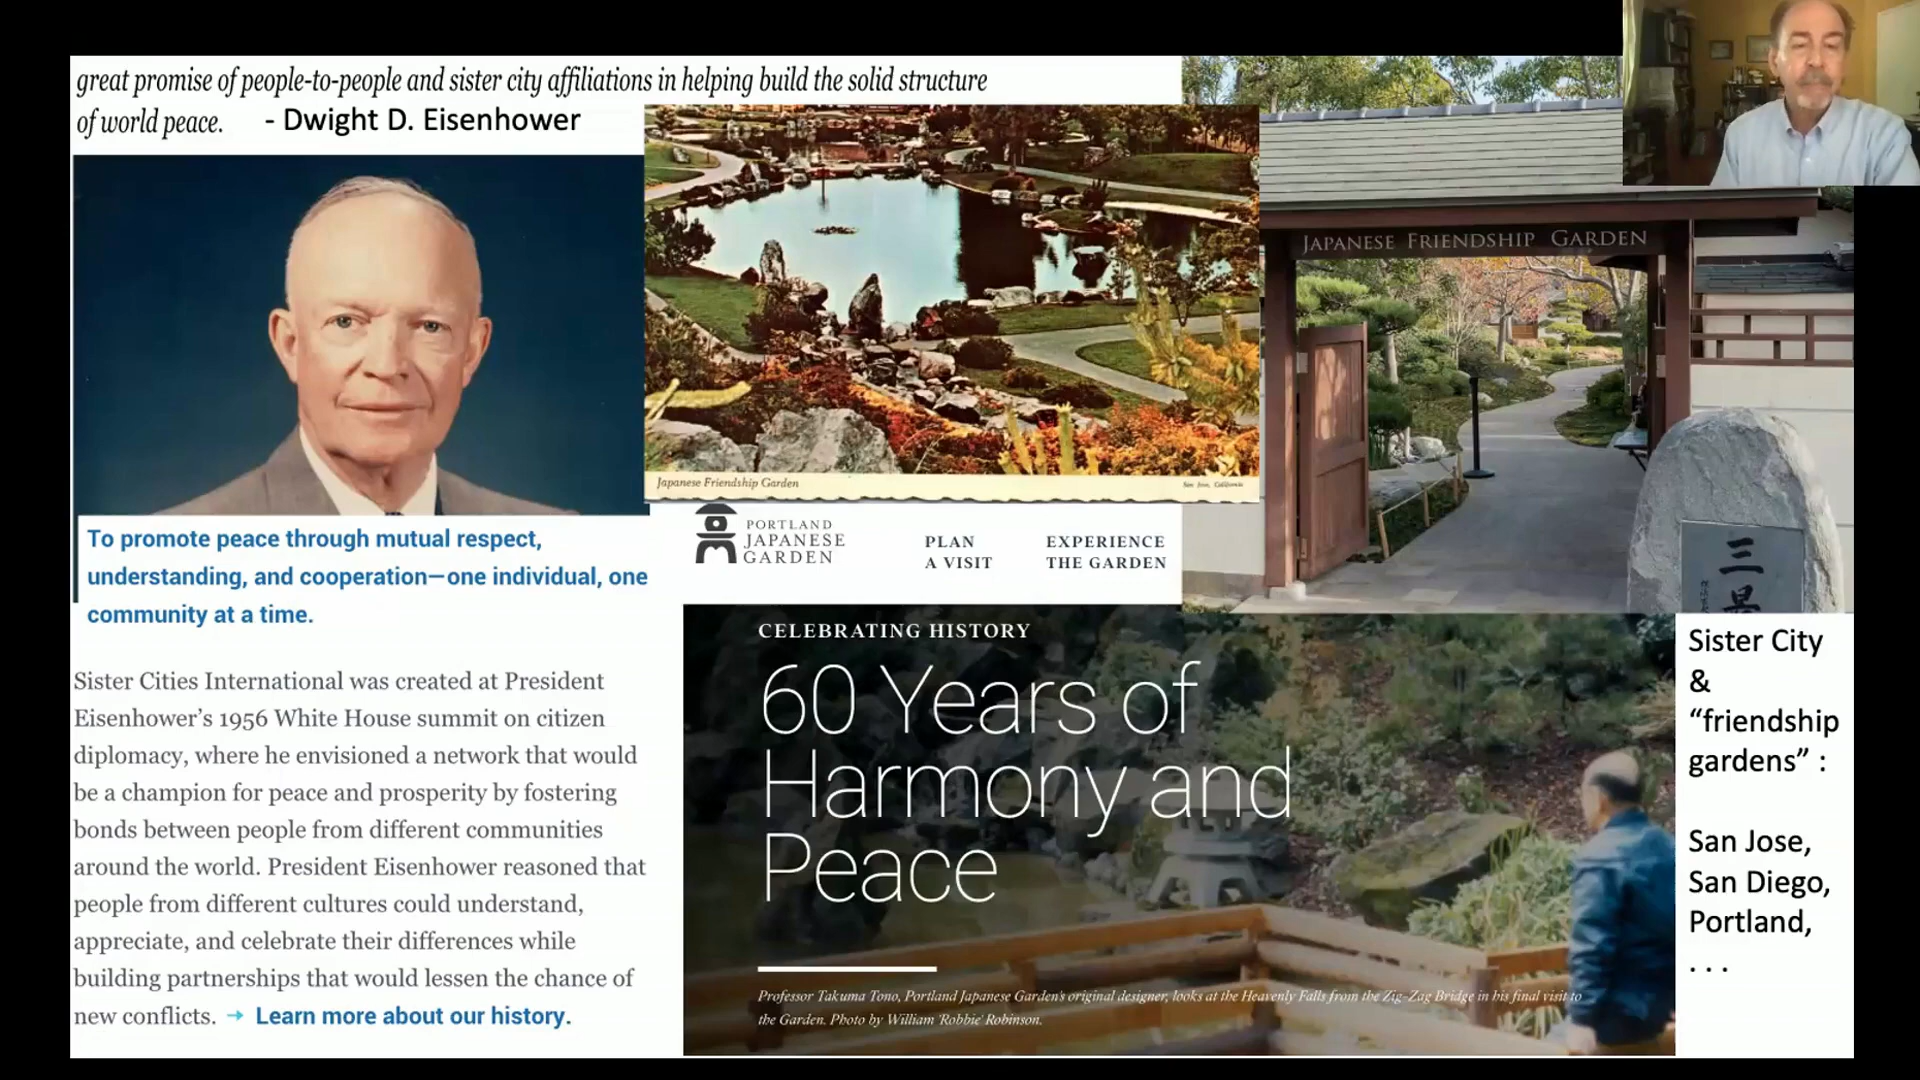 great promise of people-to-people and sister city affiliations in helping build the solid structure
of world peace. - Dwight D. Eisenhower
Japanese Friendship Garden
San Jose, California
JAPANESE FRIENDSHIP GARDEN
三
景
To promote peace through mutual respect,
understanding, and cooperation—one individual, one
community at a time.
Sister Cities International was created at President
Eisenhower’s 1956 White House summit on citizen
diplomacy, where he envisioned a network that would
be a champion for peace and prosperity by fostering
bonds between people from different communities
around the world. President Eisenhower reasoned that
people from different cultures could understand,
appreciate, and celebrate their differences while
building partnerships that would lessen the chance of
new conflicts. → Learn more about our history.
PORTLAND
JAPANESE
GARDEN
PLAN
A VISIT
EXPERIENCE
THE GARDEN
CELEBRATING HISTORY
60 Years of
Harmony and
Peace
Professor Takuma Tono, Portland Japanese Garden's original designer, looks at the Heavenly Falls from the Zig-Zag Bridge in his final visit to
the Garden. Photo by William 'Robbie' Robinson.
Sister City
&
“friendship
gardens” :
San Jose,
San Diego,
Portland,
. . .